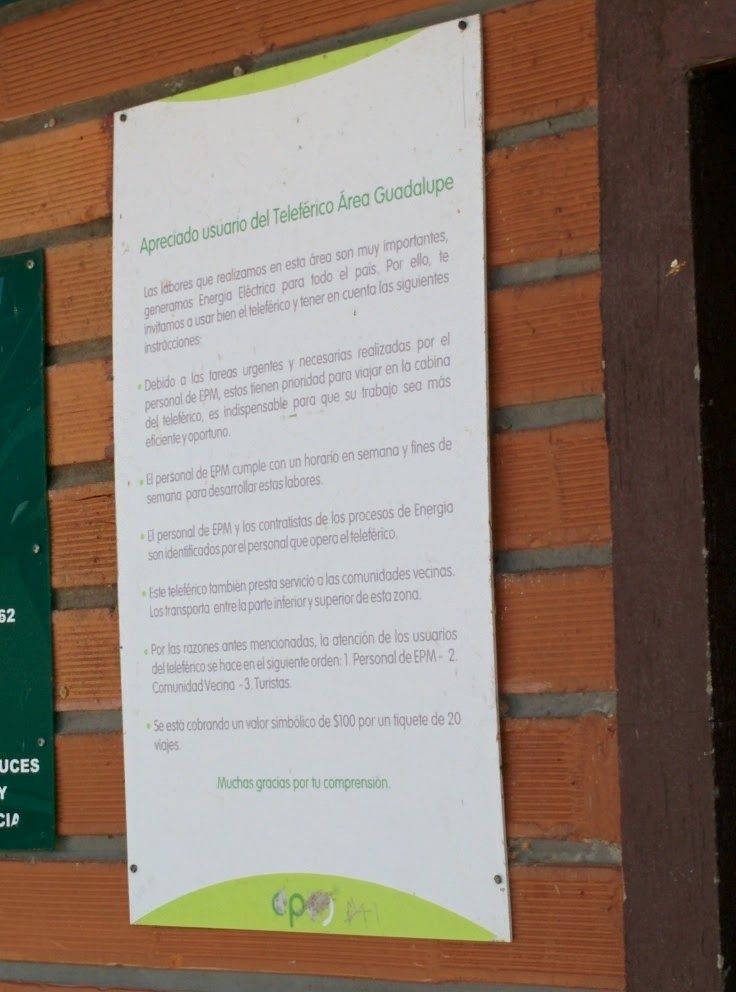 Apreciado usuario del Teleférico Área Guadalupe
Las labores que realizamos en esta área son muy importantes,
generamos Energía Eléctrica para todo el país. Por ello, te
invitamos a usar bien el teleférico y tener en cuenta las siguientes
instrucciones:
• Debido a las tareas urgentes y necesarias realizadas por el
personal de EPM, estos tienen prioridad para viajar en la cabina
del teleférico, es indispensable para que su trabajo sea más
eficiente y oportuno.
• El personal de EPM cumple con un horario en semana y fines de
semana para desarrollar estas labores.
• El personal de EPM y los contratistas de los procesos de Energía
son identificados por el personal que opera el teleférico.
• Este teleférico también presta servicio a las comunidades vecinas.
Los transporta entre la parte inferior y superior de esta zona.
• Por las razones antes mencionadas, la atención de los usuarios
del teleférico se hace en el siguiente orden: 1. Personal de EPM - 2.
Comunidad Vecina - 3. Turistas.
• Se está cobrando un valor simbólico de $100 por un tiquete de 20
viajes.
Muchas gracias por tu comprensión.
62
UCES
Y
CIA